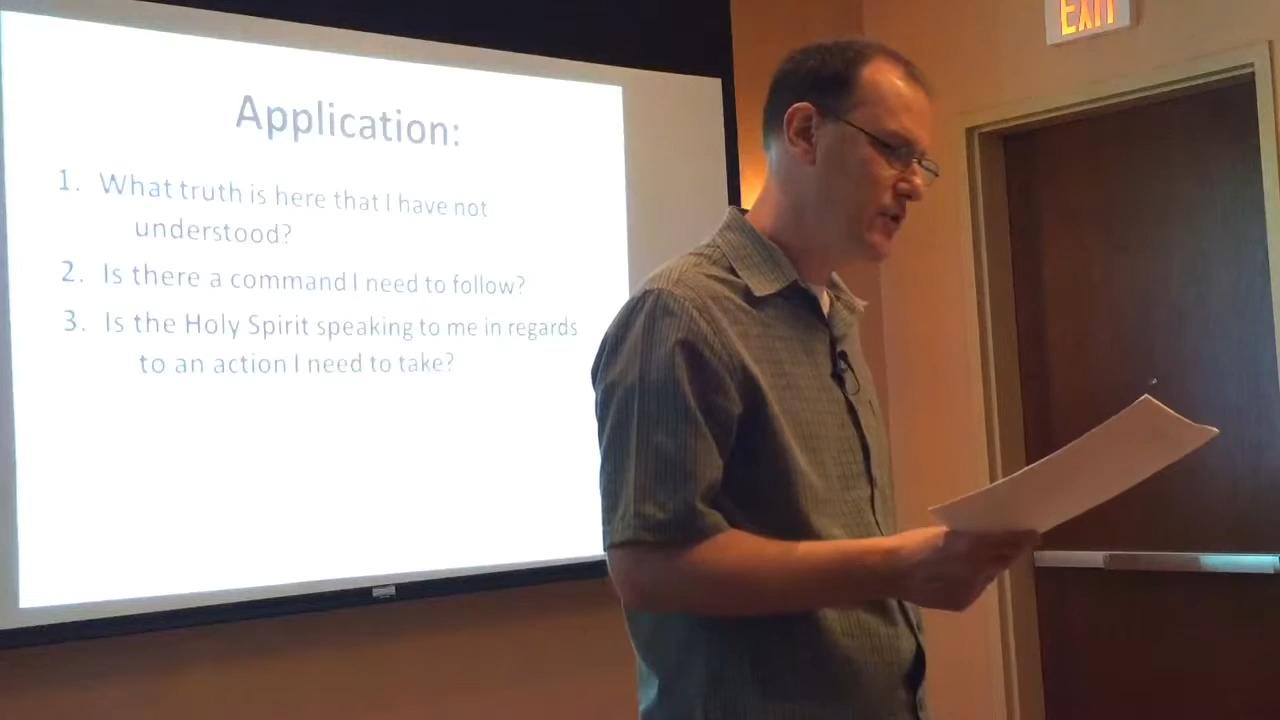 EXIT
Application:
1. What truth is here that I have not
understood?
2. Is there a command I need to follow?
3. Is the Holy Spirit speaking to me in regards
to an action I need to take?